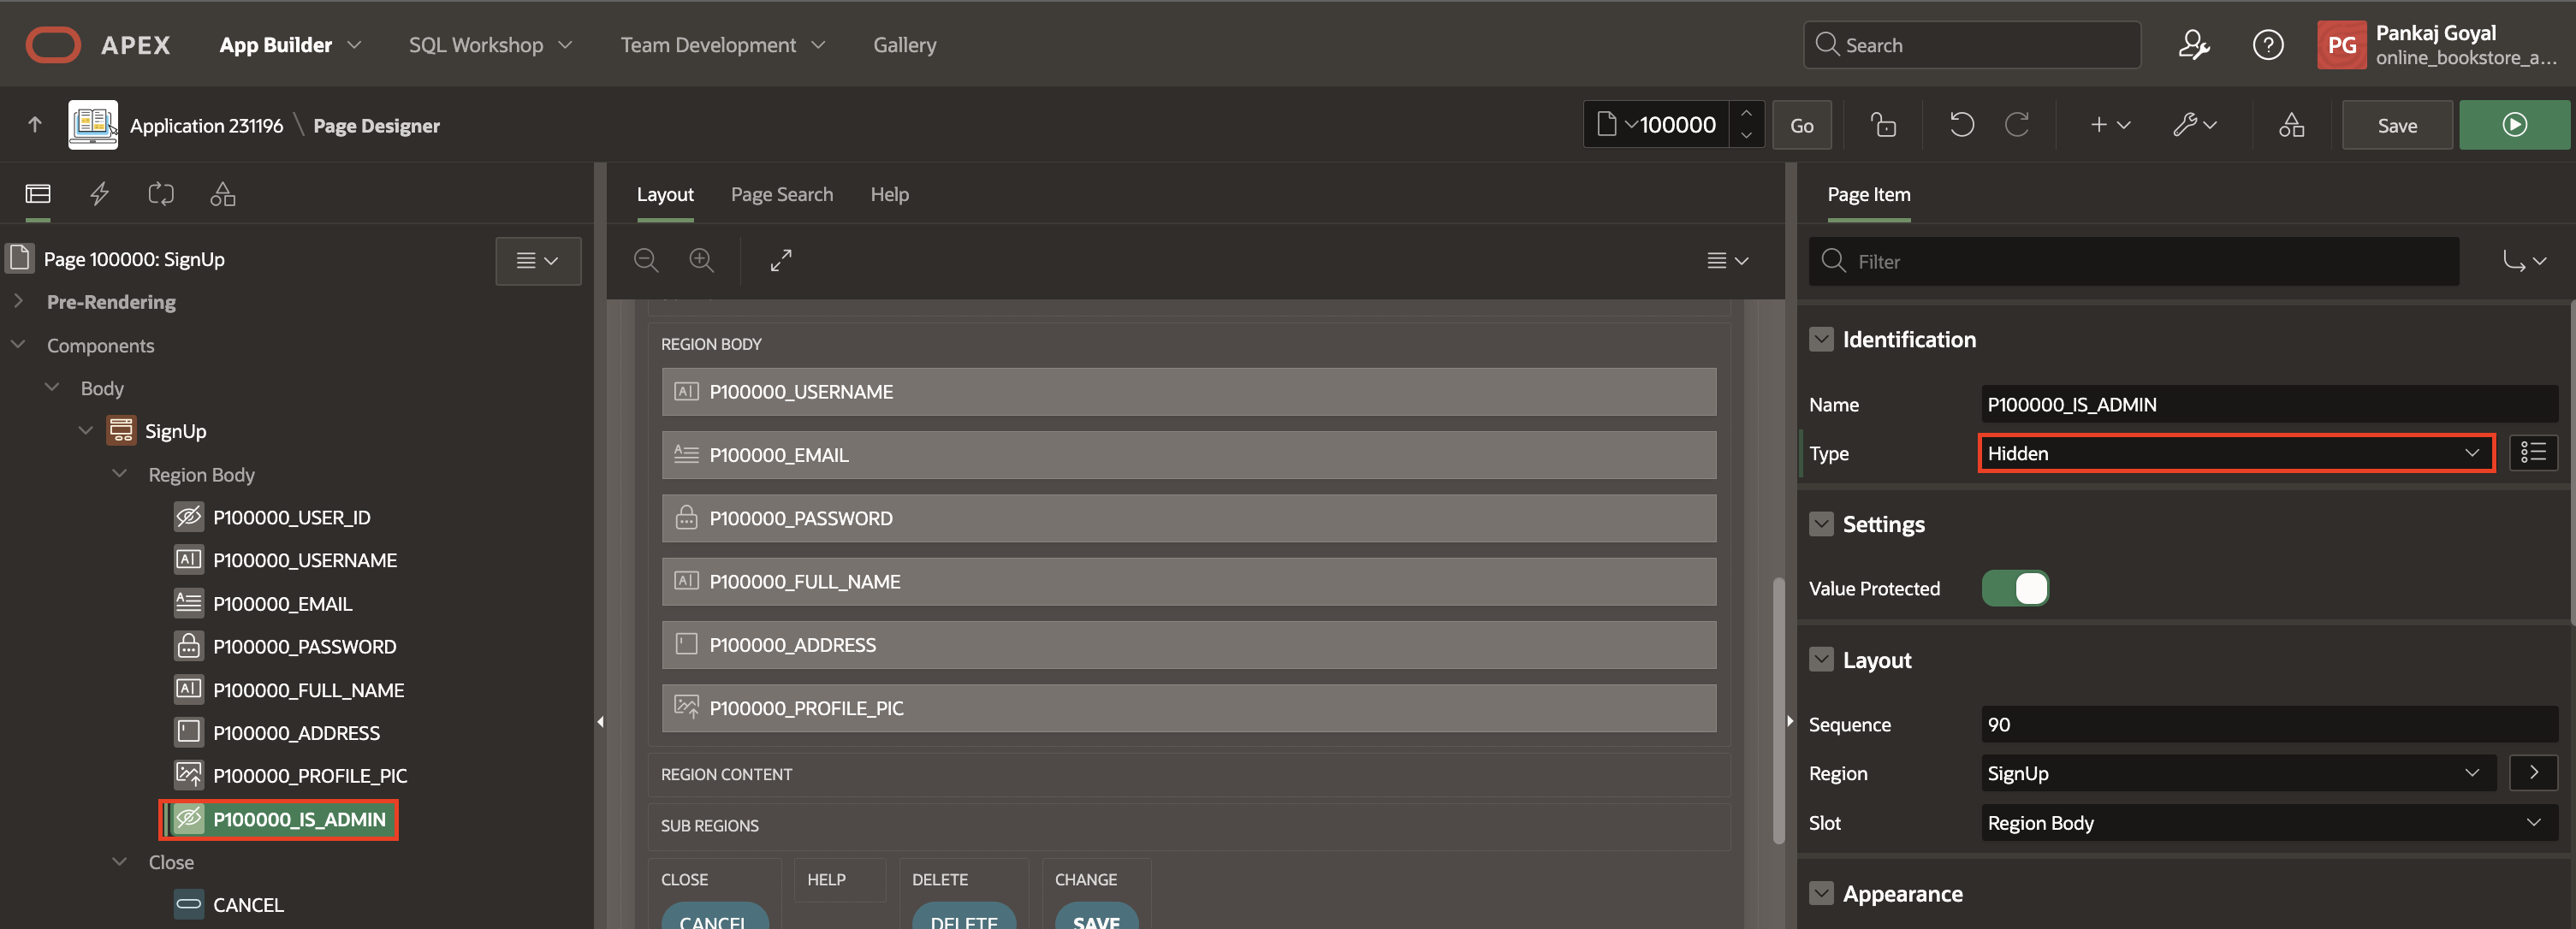 APEX App Builder SQL Workshop Team Development Gallery Search ? PG Pankaj Goyal
online_bookstore_a...
Application 231196 \ Page Designer 100000 Go Save
Layout Page Search Help
Page Item
Page 100000: SignUp
Filter
Pre-Rendering
Components
Body
SignUp
Region Body
P100000_USER_ID
P100000_USERNAME
P100000_EMAIL
P100000_PASSWORD
P100000_FULL_NAME
P100000_ADDRESS
P100000_PROFILE_PIC
P100000_IS_ADMIN
Close
CANCEL
REGION BODY
P100000_USERNAME
P100000_EMAIL
P100000_PASSWORD
P100000_FULL_NAME
P100000_ADDRESS
P100000_PROFILE_PIC
REGION CONTENT
SUB REGIONS
CLOSE HELP DELETE CHANGE
CANCEL DELETE SAVE
Identification
Name P100000_IS_ADMIN
Type Hidden
Settings
Value Protected
Layout
Sequence 90
Region SignUp
Slot Region Body
Appearance